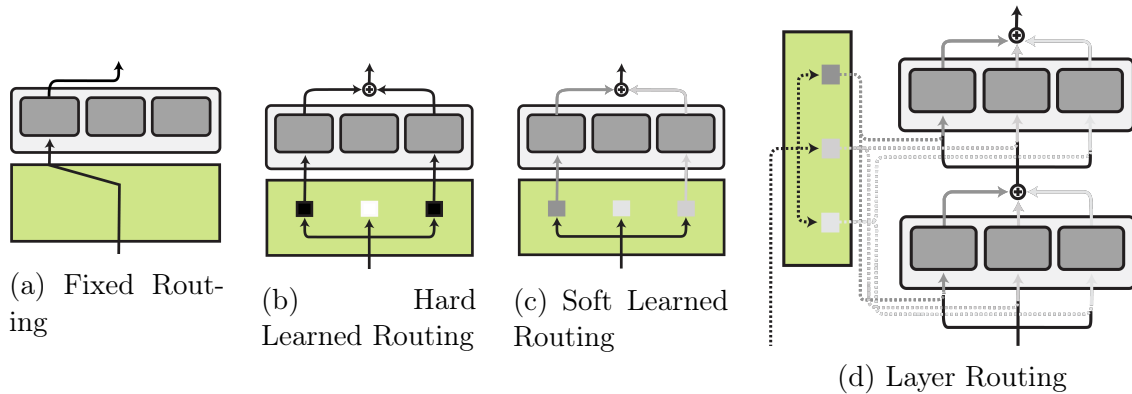 (a) Fixed Rout-
ing
(b) Hard
Learned Routing
(c) Soft Learned
Routing
(d) Layer Routing